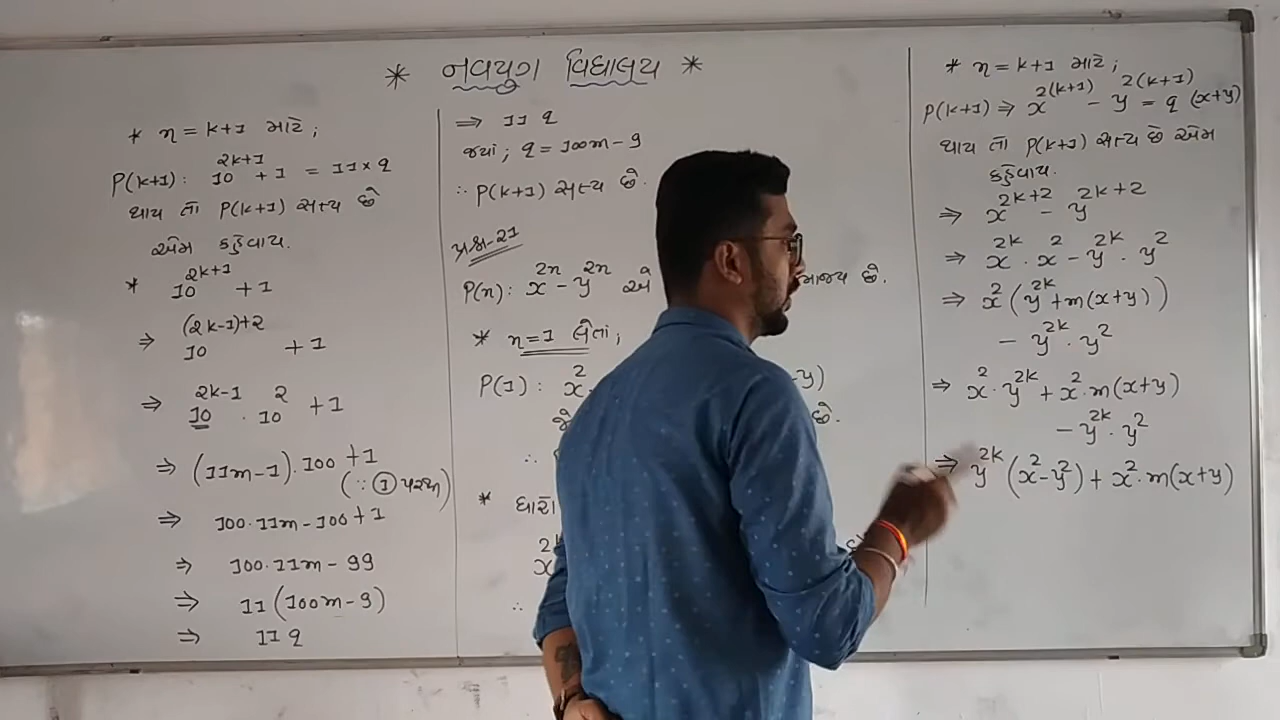 * નવયુગ વિદ્યાલય *
* n = k+1 માટે ;
P(k+1) : 10^{2k+1} + 1 = 11 × q
થાય તો P(k+1) સત્ય છે
એમ કહેવાય.
* 10^{2k+1} + 1
⇒ 10^{(2k-1)+2} + 1
⇒ 10^{2k-1} · 10^2 + 1
⇒ (11m-1)·100 + 1
(∵ ① પરથી)
⇒ 100·11m - 100 + 1
⇒ 100·11m - 99
⇒ 11(100m - 9)
⇒ 11 q
⇒ 11 q
જ્યાં ; q = 100m - 9
∴ P(k+1) સત્ય છે.
પ્રશ્ન-21
P(n) : x^{2n} - y^{2n} એ ભાજ્ય છે.
* n=1 લેતાં ;
P(1) : x^2 - -y)
જે છે.
∴
* ધારો
x^{2k}
∴
* n = k+1 માટે ;
P(k+1) ⇒ x^{2(k+1)} - y^{2(k+1)} = q (x+y)
થાય તો P(k+1) સત્ય છે એમ
કહેવાય.
⇒ x^{2k+2} - y^{2k+2}
⇒ x^{2k} · x^2 - y^{2k} · y^2
⇒ x^2 (y^{2k} + m(x+y))
- y^{2k} · y^2
⇒ x^2 · y^{2k} + x^2 · m(x+y)
- y^{2k} · y^2
⇒ y^{2k} (x^2 - y^2) + x^2 · m(x+y)